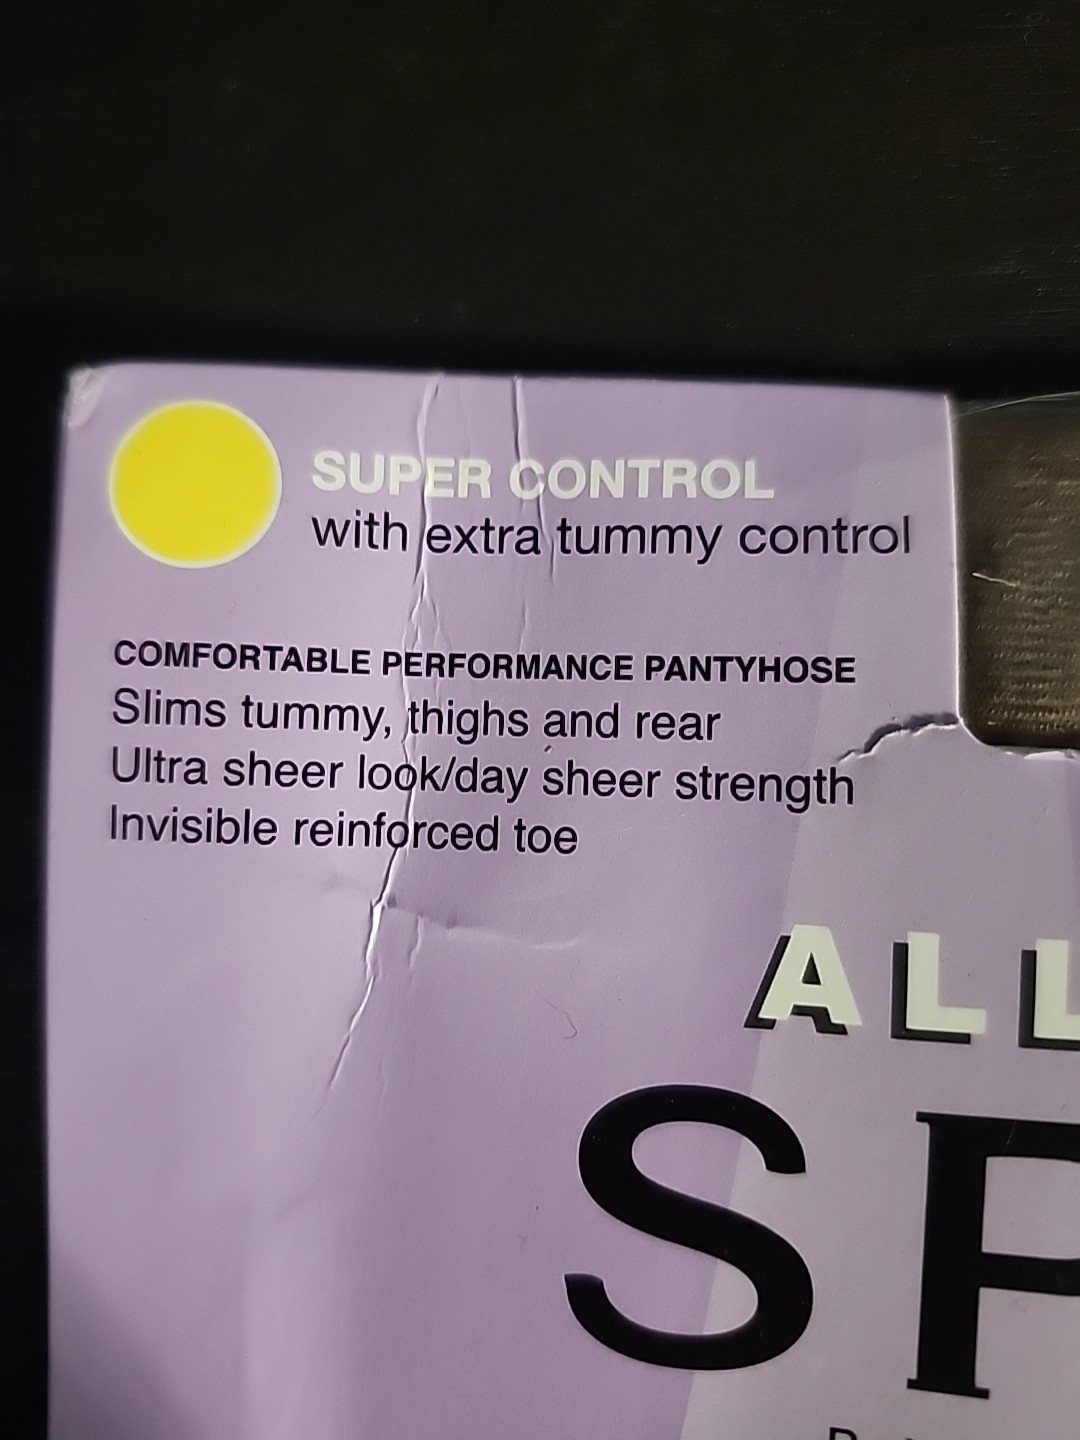 SUPER CONTROL
with extra tummy control
COMFORTABLE PERFORMANCE PANTYHOSE
Slims tummy, thighs and rear
Ultra sheer look/day sheer strength
Invisible reinforced toe
ALL
SP